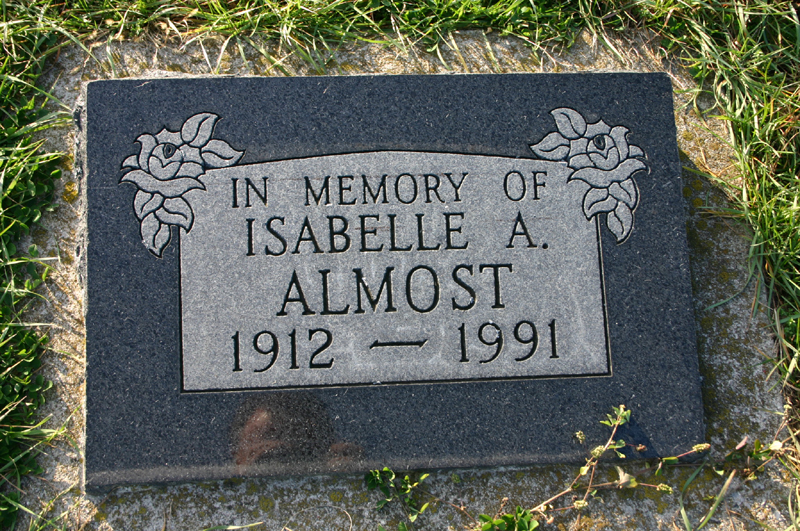 IN MEMORY OF
ISABELLE A.
ALMOST
1912 — 1991